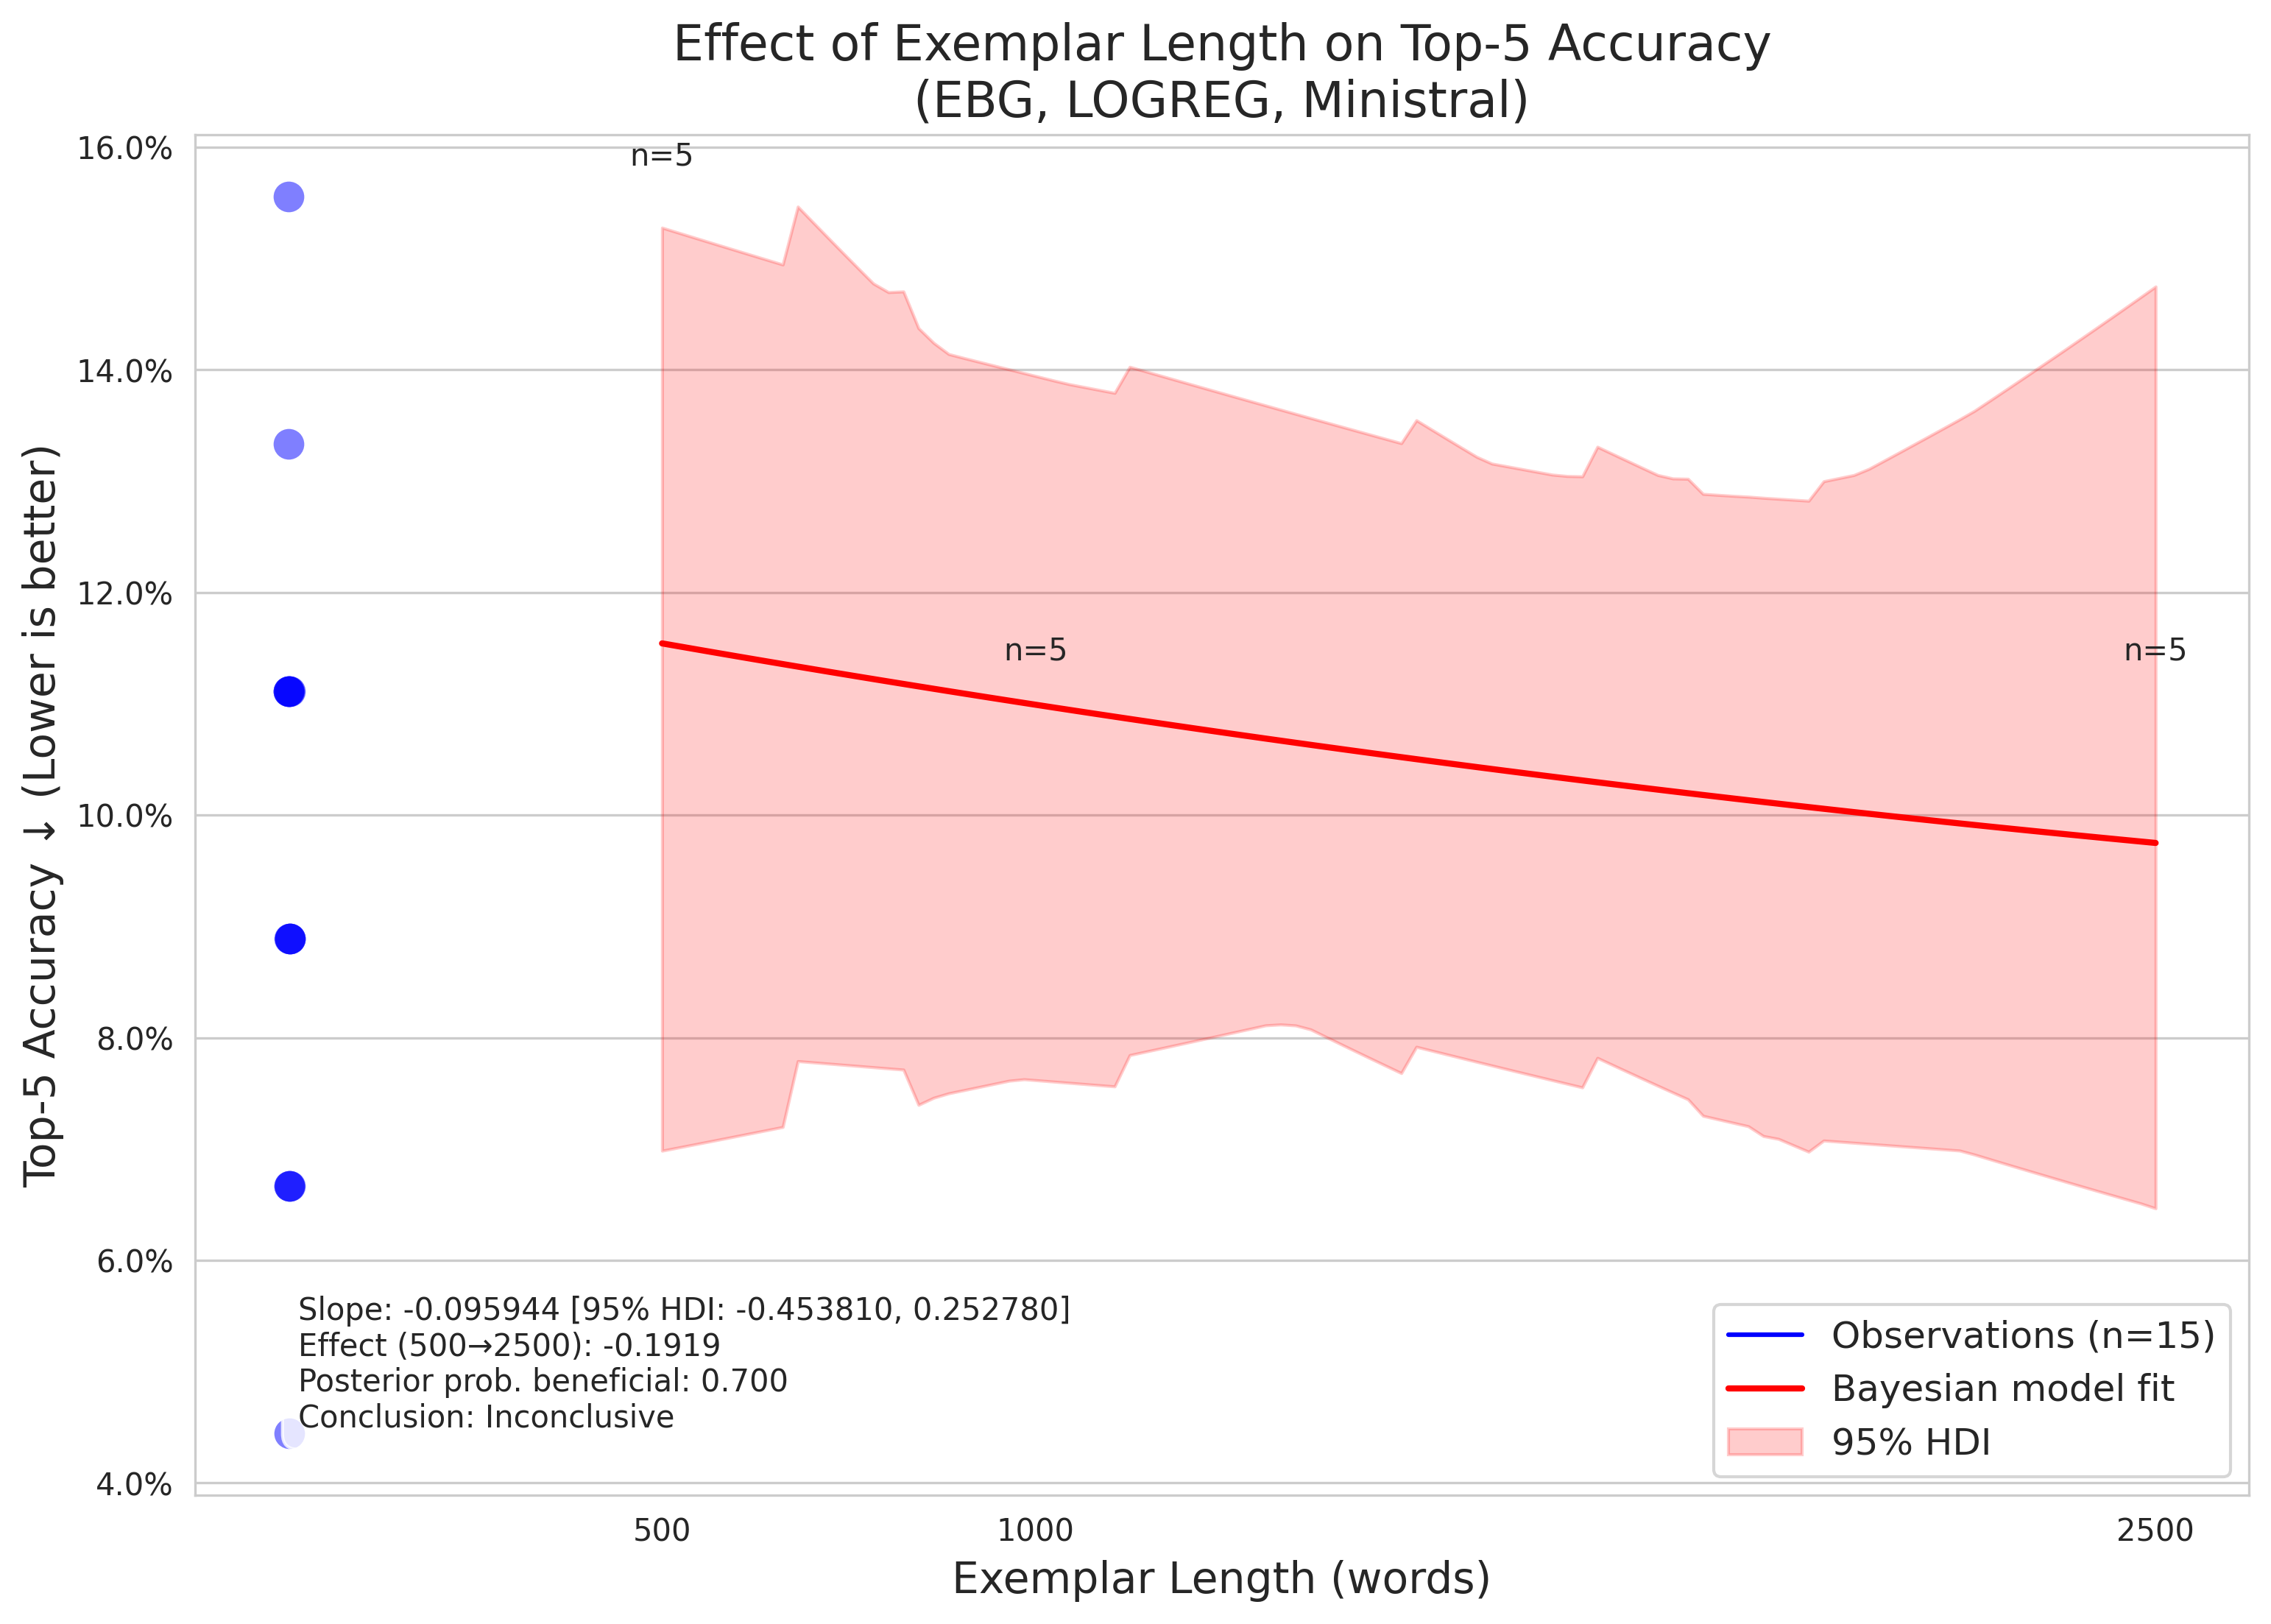 Effect of Exemplar Length on Top-5 Accuracy
(EBG, LOGREG, Ministral)
Top-5 Accuracy ↓ (Lower is better)
16.0%
14.0%
12.0%
10.0%
8.0%
6.0%
4.0%
n=5
n=5
n=5
Slope: -0.095944 [95% HDI: -0.453810, 0.252780]
Effect (500→2500): -0.1919
Posterior prob. beneficial: 0.700
Conclusion: Inconclusive
Observations (n=15)
Bayesian model fit
95% HDI
500
1000
2500
Exemplar Length (words)